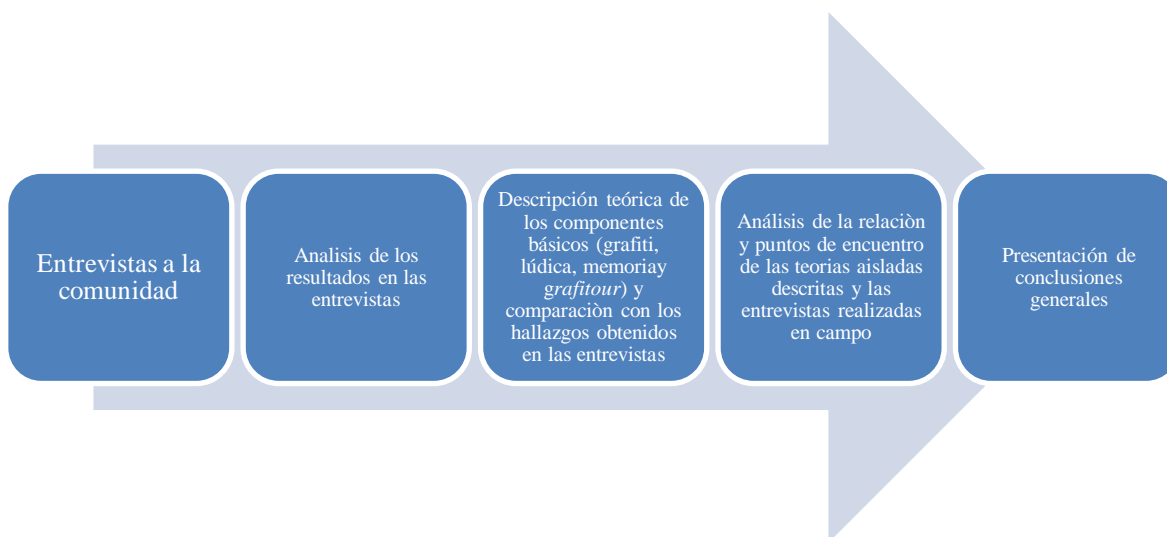 Entrevistas a la
comunidad
Analisis de los
resultados en las
entrevistas
Descripción teórica de
los componentes
básicos (grafiti,
lúdica, memoriay
grafitour) y
comparaciòn con los
hallazgos obtenidos
en las entrevistas
Análisis de la relaciòn
y puntos de encuentro
de las teorias aisladas
descritas y las
entrevistas realizadas
en campo
Presentación de
conclusiones
generales